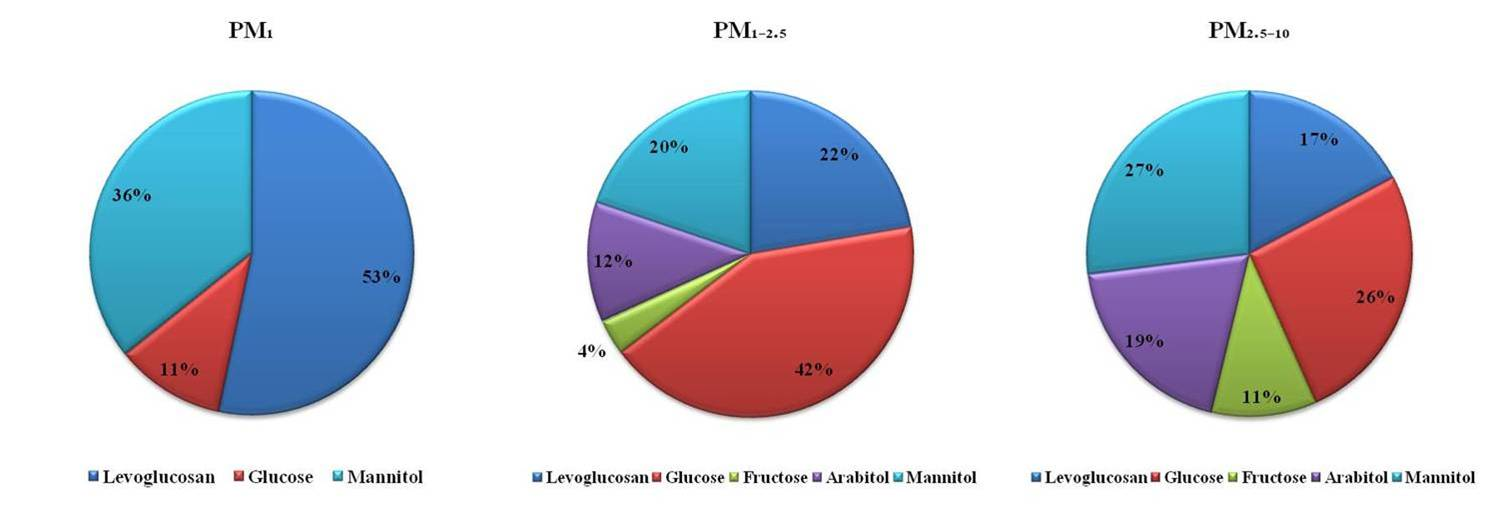 PM₁
36%
53%
11%
Levoglucosan Glucose Mannitol
PM₁₋₂.₅
20%
22%
12%
4%
42%
Levoglucosan Glucose Fructose Arabitol Mannitol
PM₂.₅₋₁₀
17%
27%
26%
19%
11%
Levoglucosan Glucose Fructose Arabitol Mannitol